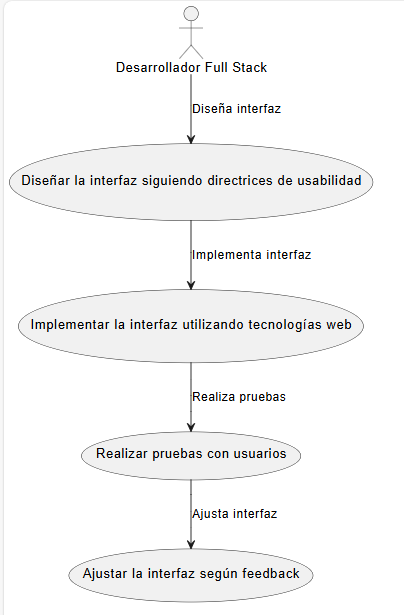 Desarrollador Full Stack
Diseña interfaz
Diseñar la interfaz siguiendo directrices de usabilidad
Implementa interfaz
Implementar la interfaz utilizando tecnologías web
Realiza pruebas
Realizar pruebas con usuarios
Ajusta interfaz
Ajustar la interfaz según feedback